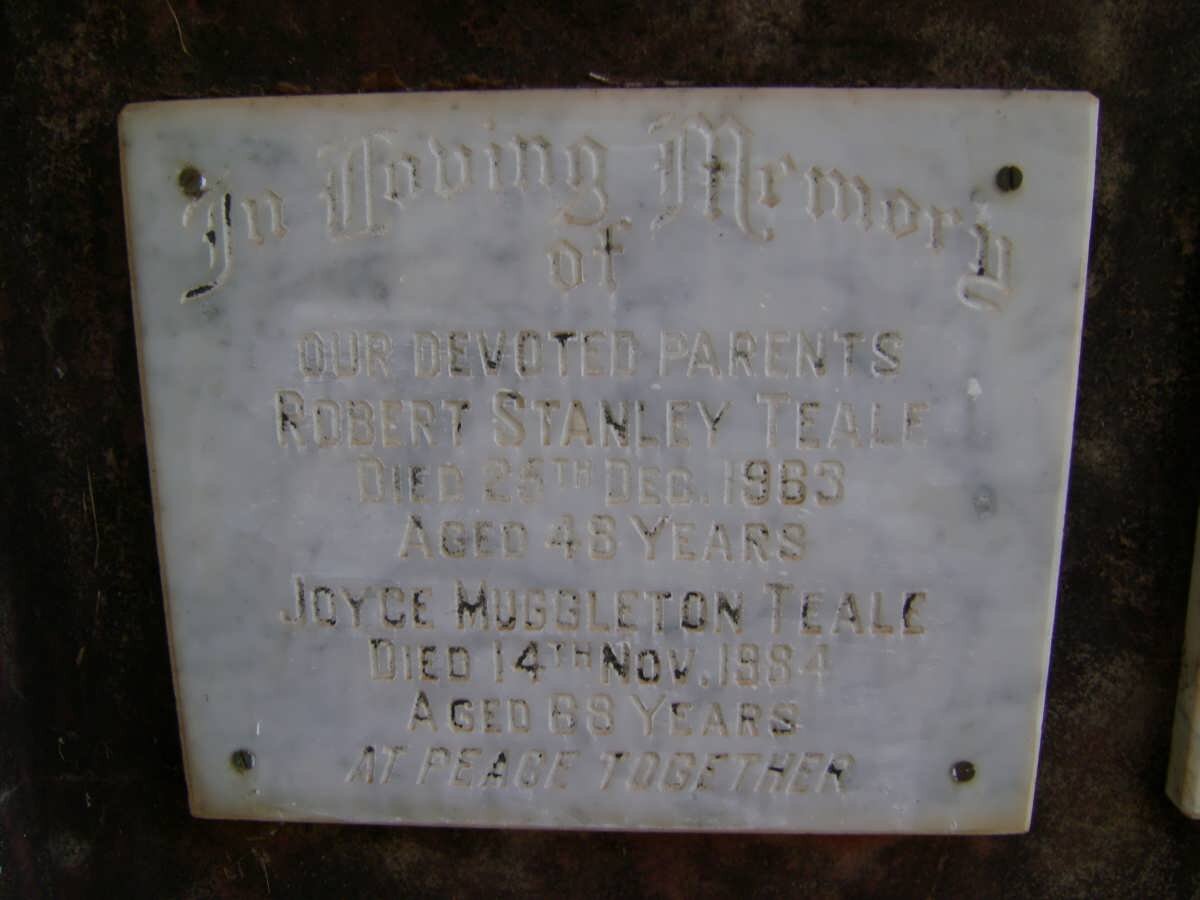 In Loving Memory
of
OUR DEVOTED PARENTS
ROBERT STANLEY TEALE
DIED 25TH DEC. 1963
AGED 48 YEARS
JOYCE MUGGLETON TEALE
DIED 14TH NOV. 1984
AGED 68 YEARS
AT PEACE TOGETHER